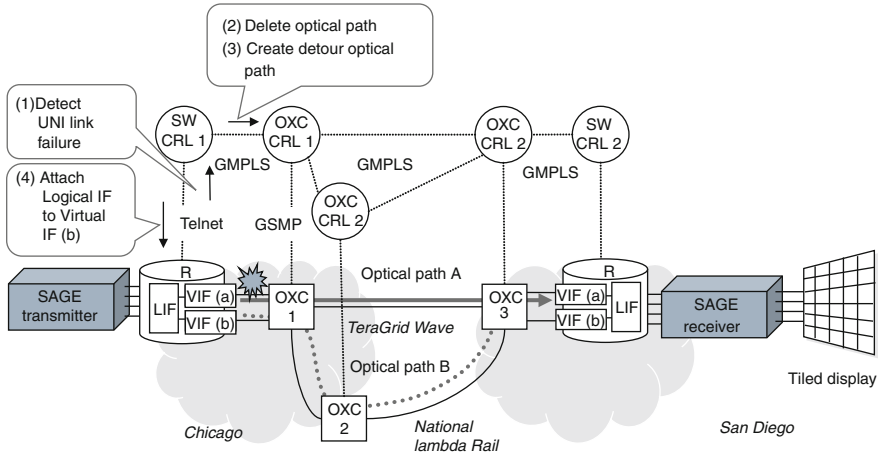 (2) Delete optical path
(3) Create detour optical
path
(1)Detect
UNI link
failure
SW
CRL 1
OXC
CRL 1
OXC
CRL 2
SW
CRL 2
GMPLS
GMPLS
GMPLS
(4) Attach
Logical IF
to Virtual
IF (b)
OXC
CRL 2
Telnet
GSMP
R
Optical path A
R
SAGE
transmitter
LIF
VIF (a)
VIF (b)
OXC
1
OXC
3
VIF (a)
VIF (b)
LIF
SAGE
receiver
TeraGrid Wave
Optical path B
Tiled display
OXC
2
Chicago
National
lambda Rail
San Diego